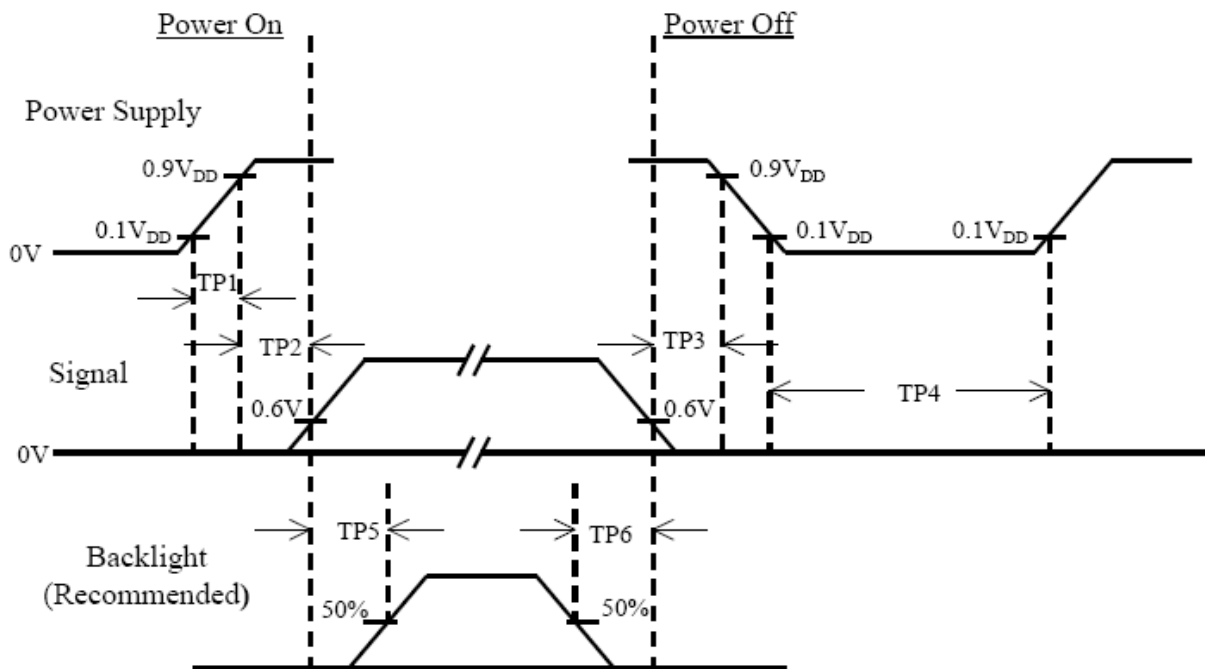 Power On
Power Off
Power Supply
0.9VDD
0.9VDD
0.1VDD
0.1VDD
0.1VDD
0V
TP1
TP2
TP3
Signal
TP4
0.6V
0.6V
0V
TP5
TP6
Backlight
(Recommended)
50%
50%